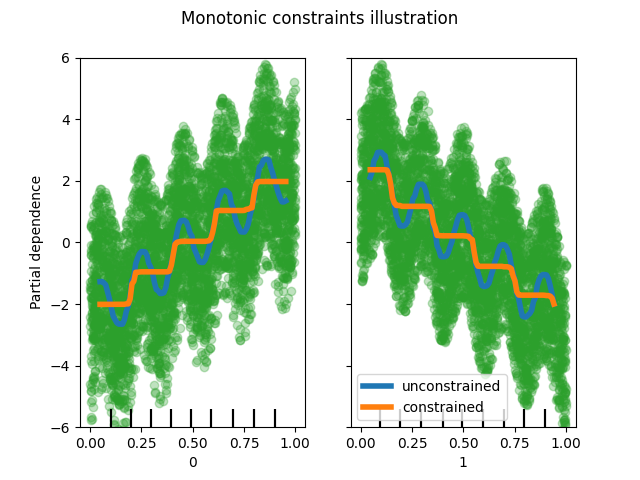 Monotonic constraints illustration
Partial dependence
6
4
2
0
−2
−4
−6
0.00 0.25 0.50 0.75 1.00
0
unconstrained
constrained
0.00 0.25 0.50 0.75 1.00
1